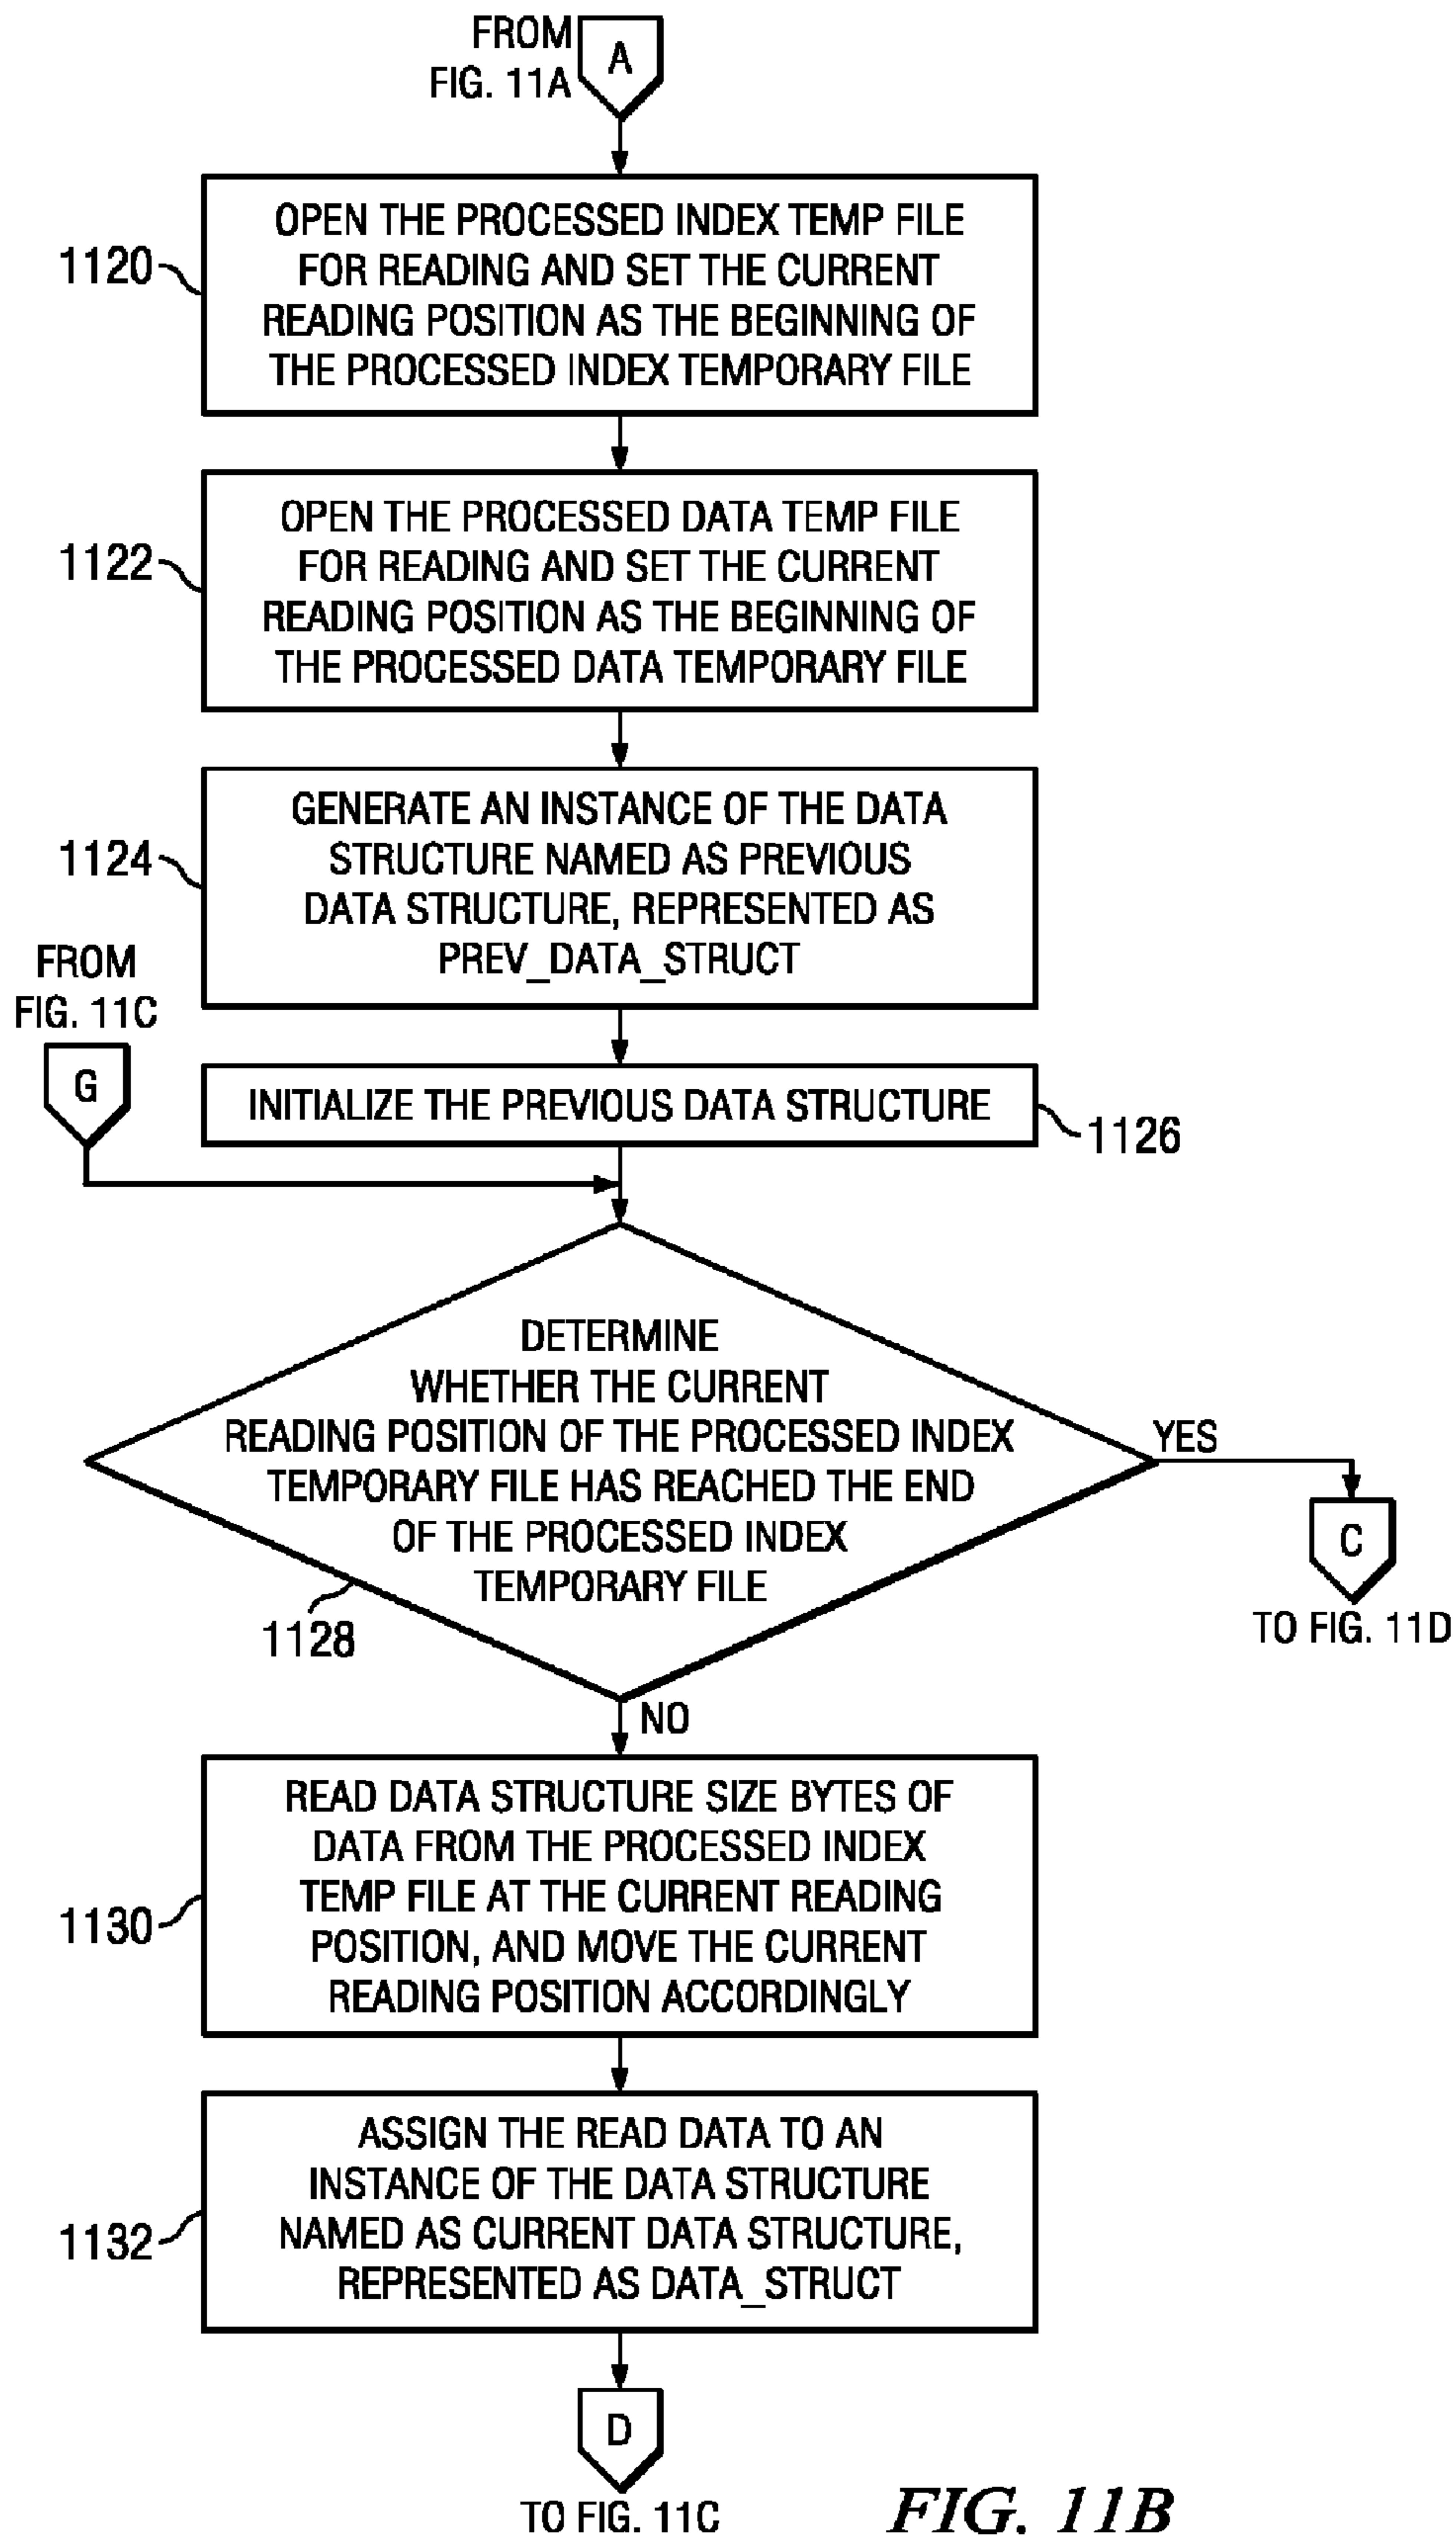 FROM
FIG. 11A
A
1120
OPEN THE PROCESSED INDEX TEMP FILE
FOR READING AND SET THE CURRENT
READING POSITION AS THE BEGINNING OF
THE PROCESSED INDEX TEMPORARY FILE
1122
OPEN THE PROCESSED DATA TEMP FILE
FOR READING AND SET THE CURRENT
READING POSITION AS THE BEGINNING OF
THE PROCESSED DATA TEMPORARY FILE
1124
GENERATE AN INSTANCE OF THE DATA
STRUCTURE NAMED AS PREVIOUS
DATA STRUCTURE, REPRESENTED AS
PREV_DATA_STRUCT
FROM
FIG. 11C
G
INITIALIZE THE PREVIOUS DATA STRUCTURE
1126
DETERMINE
WHETHER THE CURRENT
READING POSITION OF THE PROCESSED INDEX
TEMPORARY FILE HAS REACHED THE END
OF THE PROCESSED INDEX
TEMPORARY FILE
1128
YES
C
TO FIG. 11D
NO
1130
READ DATA STRUCTURE SIZE BYTES OF
DATA FROM THE PROCESSED INDEX
TEMP FILE AT THE CURRENT READING
POSITION, AND MOVE THE CURRENT
READING POSITION ACCORDINGLY
1132
ASSIGN THE READ DATA TO AN
INSTANCE OF THE DATA STRUCTURE
NAMED AS CURRENT DATA STRUCTURE,
REPRESENTED AS DATA_STRUCT
D
TO FIG. 11C
FIG. 11B